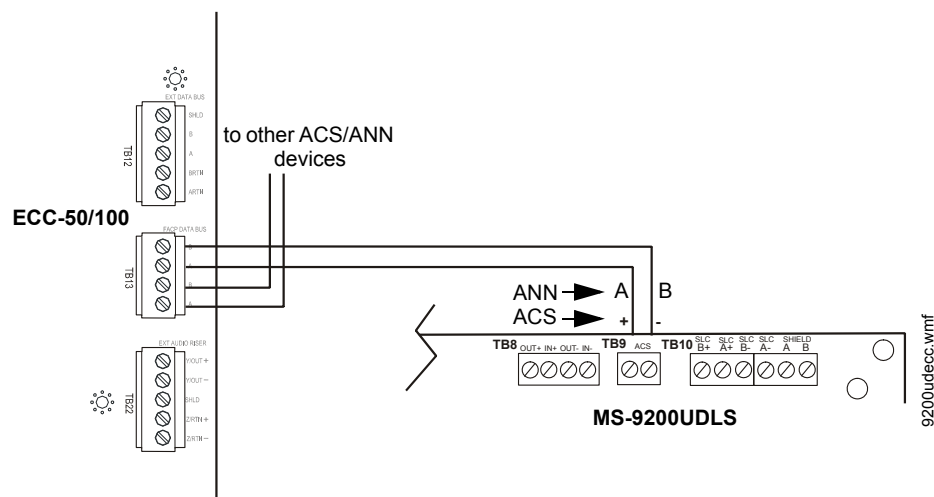 EXT DATA BUS
SHLD
B
A
BRTN
ARTN
TB12
to other ACS/ANN
devices
ECC-50/100
FACP DATA BUS
B
A
B
A
TB13
ANN A B
ACS + -
EXT AUDIO RISER
Y/OUT+
Y/OUT-
SHLD
Z/RTN+
Z/RTN-
TB22
TB8 OUT+ IN+ OUT- IN- TB9 ACS TB10 SLC B+ SLC A+ SLC B- SLC A- SHIELD A B
MS-9200UDLS
9200udecc.wmf